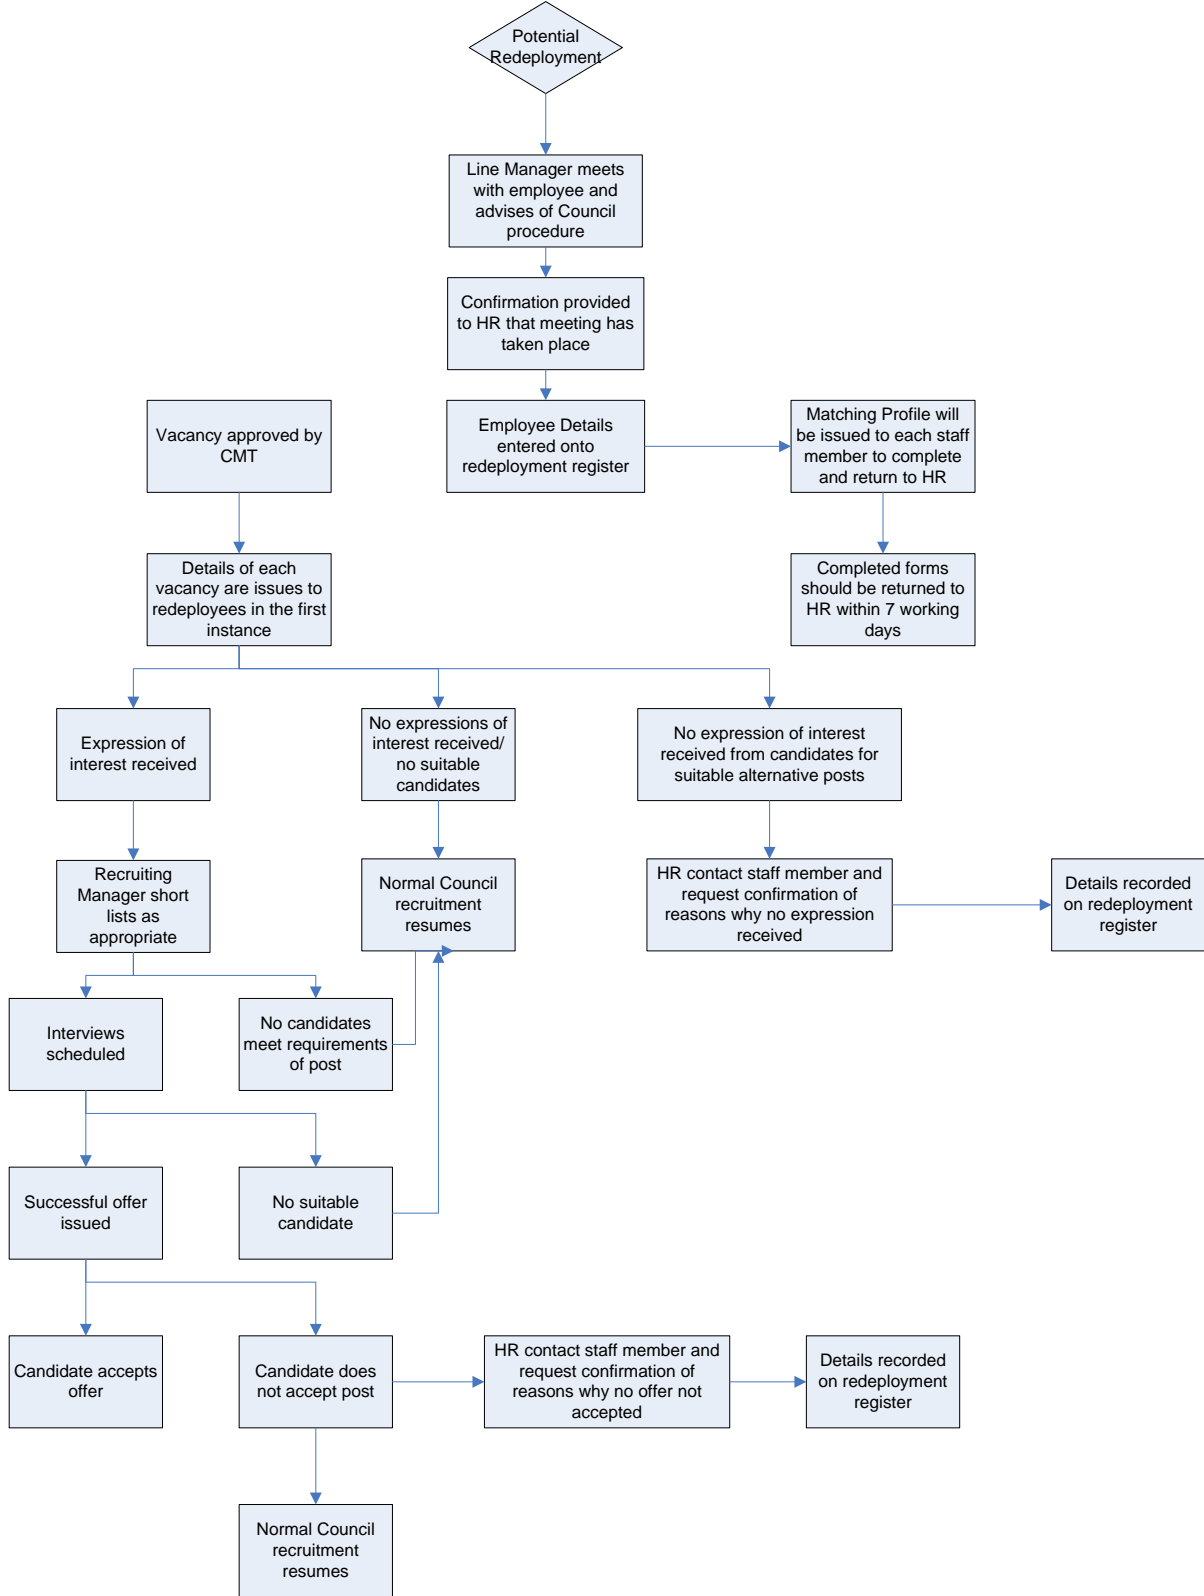 Potential
Redeployment
Line Manager meets
with employee and
advises of Council
procedure
Confirmation provided
to HR that meeting has
taken place
Vacancy approved by
CMT
Employee Details
entered onto
redeployment register
Matching Profile will
be issued to each staff
member to complete
and return to HR
Details of each
vacancy are issues to
redeployees in the first
instance
Completed forms
should be returned to
HR within 7 working
days
Expression of
interest received
No expressions of
interest received/
no suitable
candidates
No expression of interest
received from candidates for
suitable alternative posts
Recruiting
Manager short
lists as
appropriate
Normal Council
recruitment
resumes
HR contact staff member and
request confirmation of
reasons why no expression
received
Details recorded
on redeployment
register
Interviews
scheduled
No candidates
meet requirements
of post
Successful offer
issued
No suitable
candidate
Candidate accepts
offer
Candidate does
not accept post
HR contact staff member and
request confirmation of
reasons why no offer not
accepted
Details recorded
on redeployment
register
Normal Council
recruitment
resumes